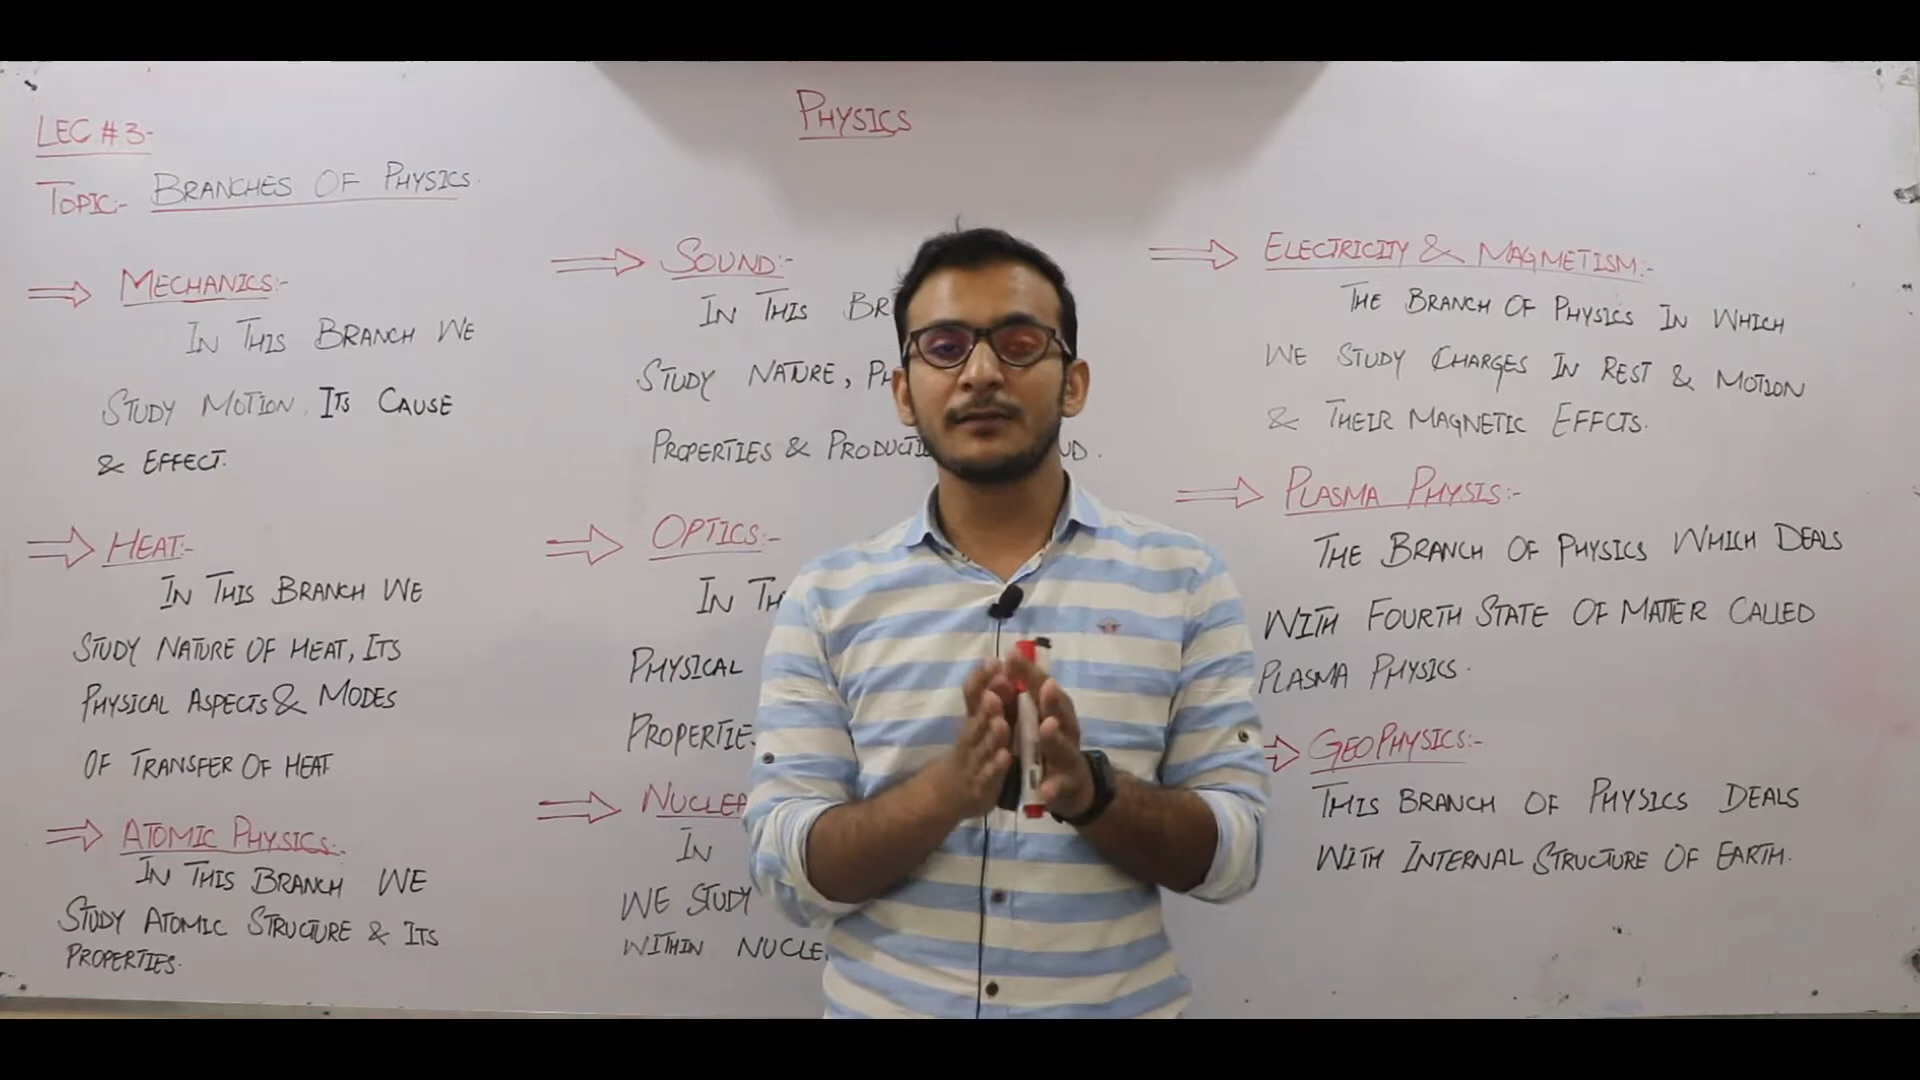 PHYSICS
LEC # 3:-
TOPIC:- BRANCHES OF PHYSICS.
MECHANICS:-
IN THIS BRANCH WE
STUDY MOTION, ITS CAUSE
& EFFECT.
HEAT:-
IN THIS BRANCH WE
STUDY NATURE OF HEAT, ITS
PHYSICAL ASPECTS & MODES
OF TRANSFER OF HEAT
ATOMIC PHYSICS:-
IN THIS BRANCH WE
STUDY ATOMIC STRUCTURE & ITS
PROPERTIES.
SOUND:-
IN THIS
STUDY NATURE,
PROPERTIES &
OPTICS:-
IN
PHYSICAL
IN
WE STUDY
WITHIN
ELECTRICITY & MAGNETISM:-
THE BRANCH OF PHYSICS IN WHICH
WE STUDY CHARGES IN REST & MOTION
& THEIR MAGNETIC EFFECTS.
PLASMA PHYSIS:-
THE BRANCH OF PHYSICS WHICH DEALS
WITH FOURTH STATE OF MATTER CALLED
PLASMA PHYSICS.
GEOPHYSICS:-
THIS BRANCH OF PHYSICS DEALS
WITH INTERNAL STRUCTURE OF EARTH.